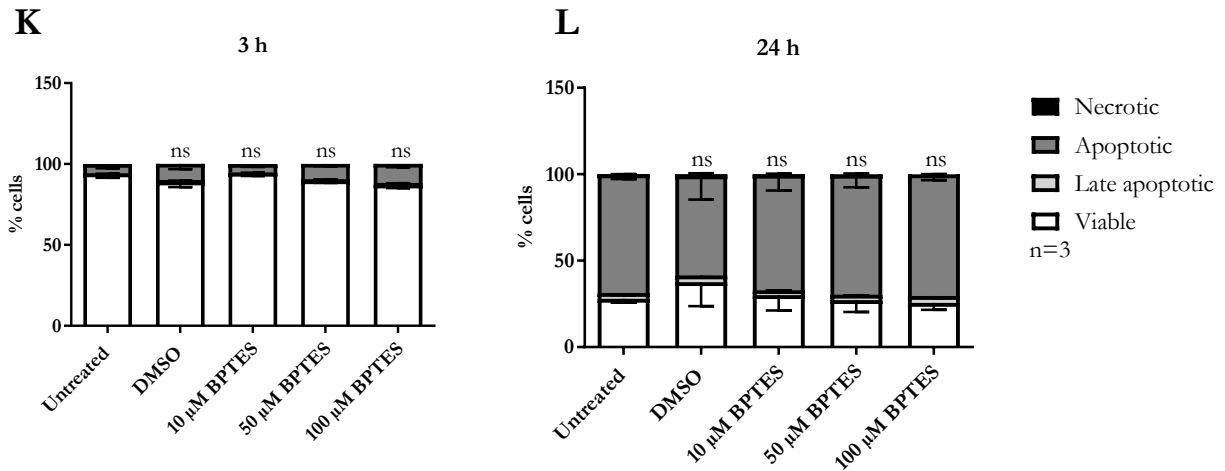 K
3 h
150
100
50
0
% cells
ns
ns
ns
ns
Untreated
DMSO
10 µM BPTES
50 µM BPTES
100 µM BPTES
L
24 h
150
100
50
0
% cells
ns
ns
ns
ns
Untreated
DMSO
10 µM BPTES
50 µM BPTES
100 µM BPTES
Necrotic
Apoptotic
Late apoptotic
Viable
n=3